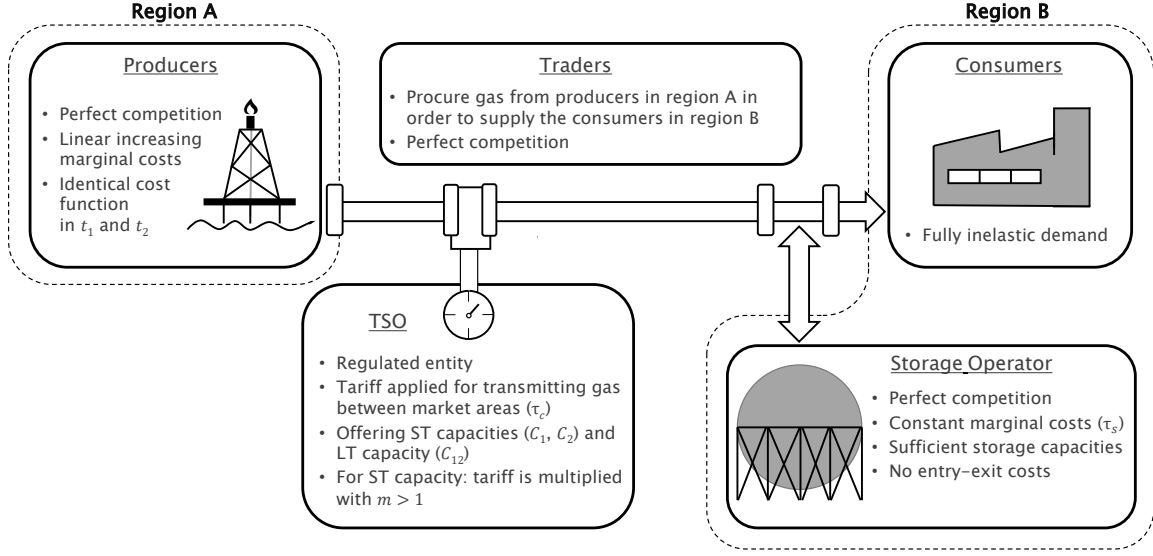 Region A
Region B
Producers
• Perfect competition
• Linear increasing
marginal costs
• Identical cost
function
in t₁ and t₂
Traders
• Procure gas from producers in region A in
order to supply the consumers in region B
• Perfect competition
Consumers
• Fully inelastic demand
TSO
• Regulated entity
• Tariff applied for transmitting gas
between market areas (τ_c)
• Offering ST capacities (C₁, C₂) and
LT capacity (C₁₂)
• For ST capacity: tariff is multiplied
with m > 1
Storage Operator
• Perfect competition
• Constant marginal costs (τ_s)
• Sufficient storage capacities
• No entry–exit costs